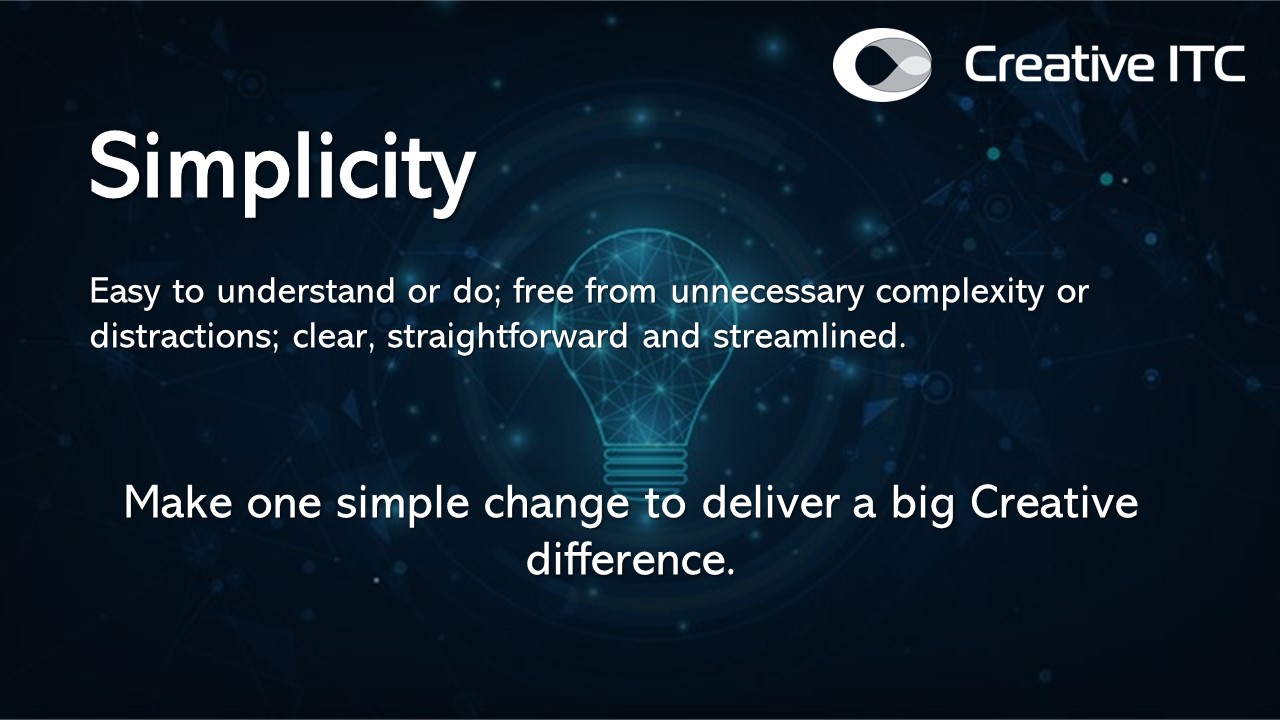 Creative ITC
Simplicity
Easy to understand or do; free from unnecessary complexity or
distractions; clear, straightforward and streamlined.
Make one simple change to deliver a big Creative
difference.